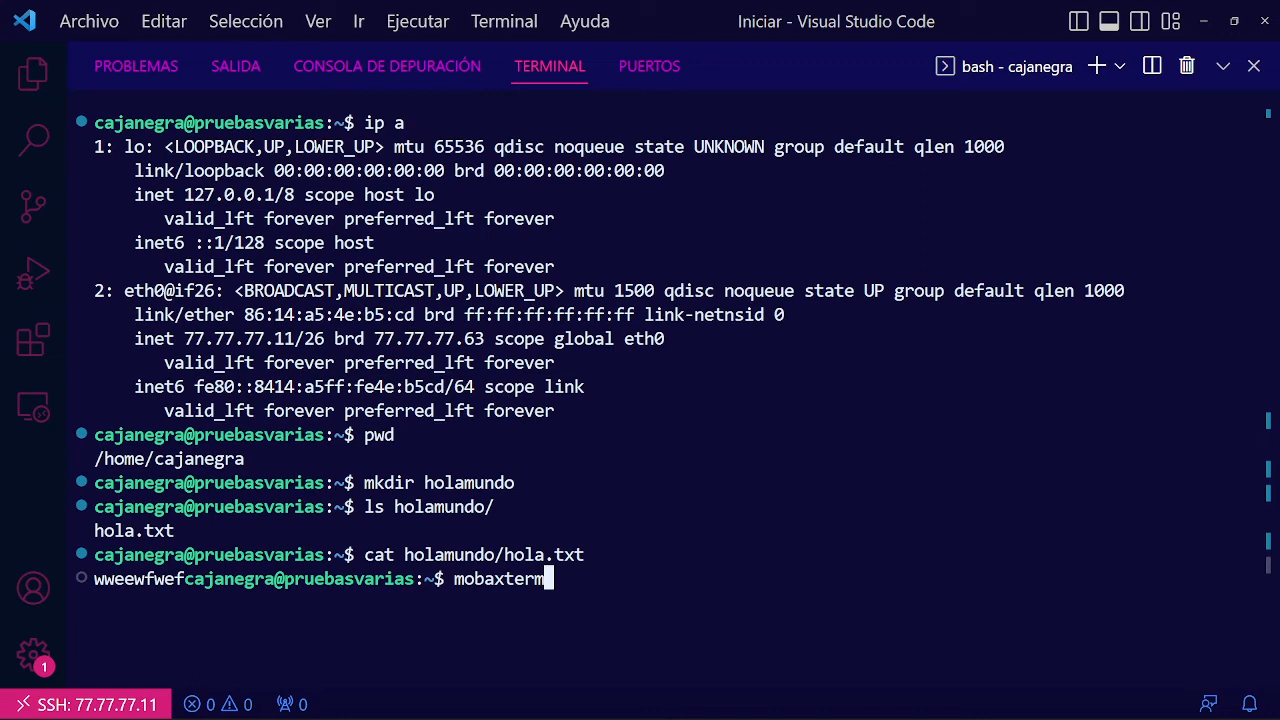 Archivo Editar Selección Ver Ir Ejecutar Terminal Ayuda Iniciar - Visual Studio Code
PROBLEMAS SALIDA CONSOLA DE DEPURACIÓN TERMINAL PUERTOS bash - cajanegra
cajanegra@pruebasvarias:~$ ip a
1: lo: <LOOPBACK,UP,LOWER_UP> mtu 65536 qdisc noqueue state UNKNOWN group default qlen 1000
link/loopback 00:00:00:00:00:00 brd 00:00:00:00:00:00
inet 127.0.0.1/8 scope host lo
valid_lft forever preferred_lft forever
inet6 ::1/128 scope host
valid_lft forever preferred_lft forever
2: eth0@if26: <BROADCAST,MULTICAST,UP,LOWER_UP> mtu 1500 qdisc noqueue state UP group default qlen 1000
link/ether 86:14:a5:4e:b5:cd brd ff:ff:ff:ff:ff:ff link-netnsid 0
inet 77.77.77.11/26 brd 77.77.77.63 scope global eth0
valid_lft forever preferred_lft forever
inet6 fe80::8414:a5ff:fe4e:b5cd/64 scope link
valid_lft forever preferred_lft forever
cajanegra@pruebasvarias:~$ pwd
/home/cajanegra
cajanegra@pruebasvarias:~$ mkdir holamundo
cajanegra@pruebasvarias:~$ ls holamundo/
hola.txt
cajanegra@pruebasvarias:~$ cat holamundo/hola.txt
wweewfwefcajanegra@pruebasvarias:~$ mobaxterm
1
SSH: 77.77.77.11 0 0 0